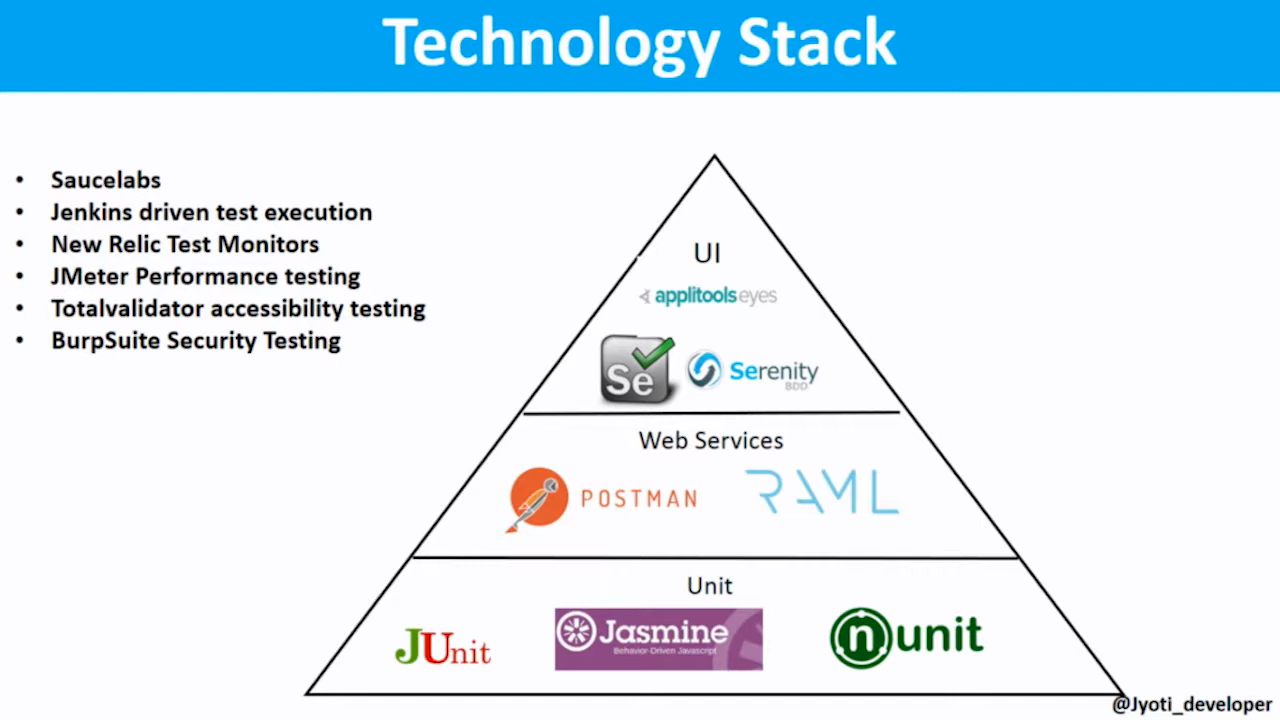 Technology Stack
• Saucelabs
• Jenkins driven test execution
• New Relic Test Monitors
• JMeter Performance testing
• Totalvalidator accessibility testing
• BurpSuite Security Testing
UI
applitools eyes
Se
Serenity
BDD
Web Services
POSTMAN
RAML
Unit
JUnit
Jasmine
Behavior-Driven Javascript
nunit
@Jyoti_developer